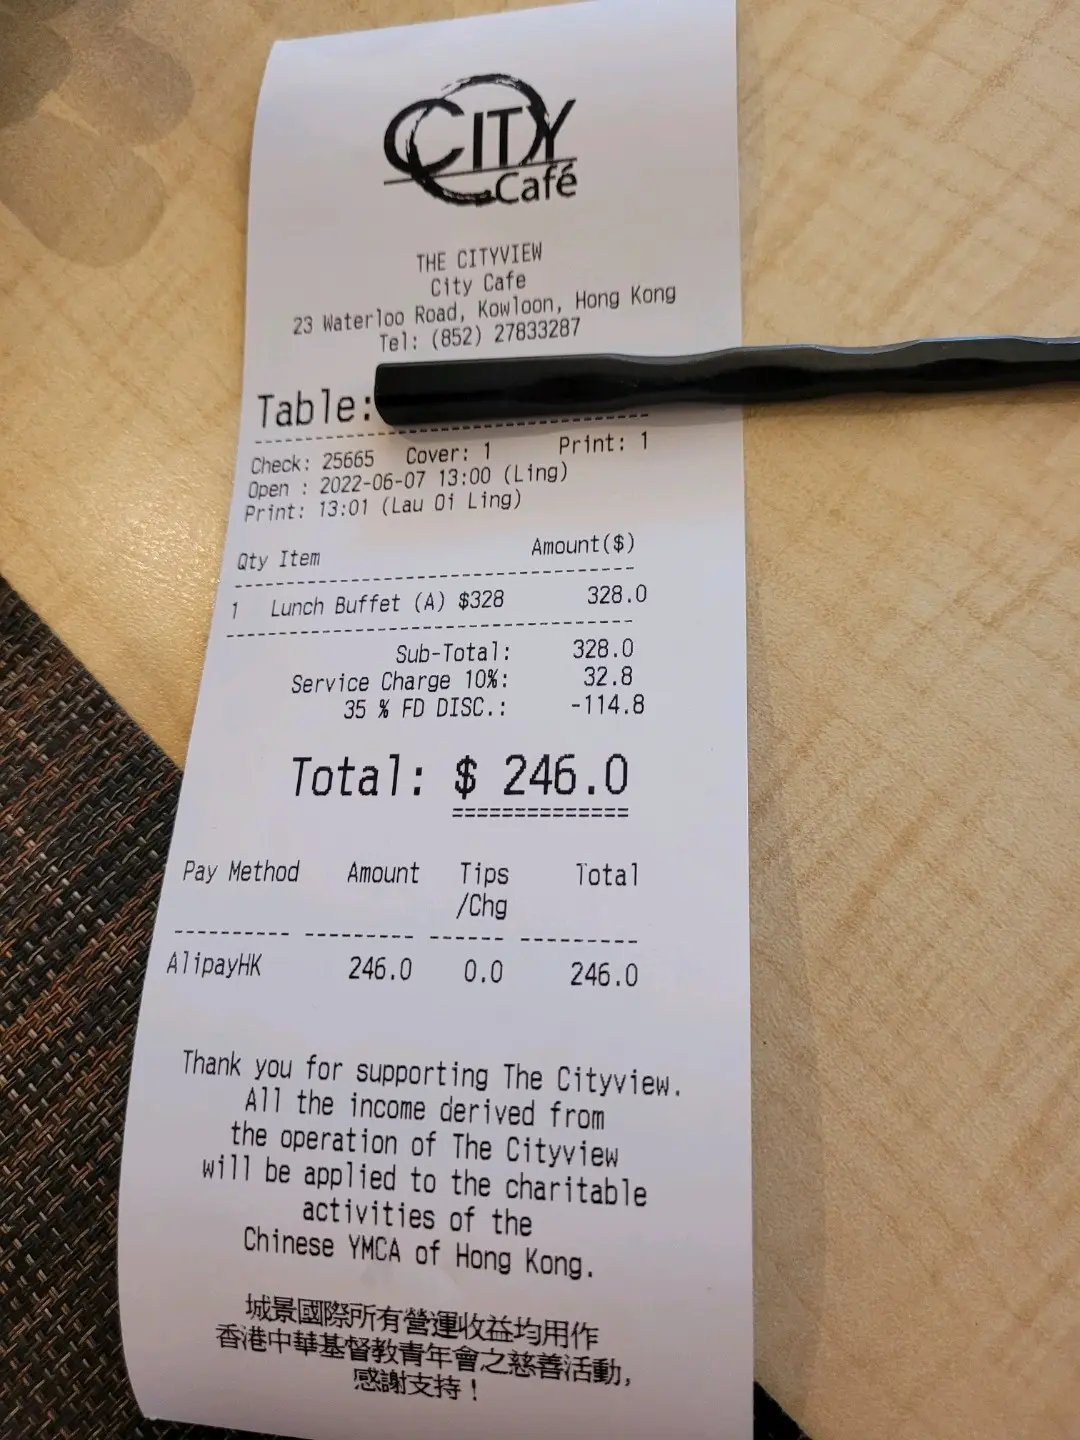 CITY
Café
THE CITYVIEW
City Cafe
23 Waterloo Road, Kowloon, Hong Kong
Tel: (852) 27833287
Table:
Check: 25665 Cover: 1 Print: 1
Open : 2022-06-07 13:00 (Ling)
Print: 13:01 (Lau Oi Ling)
Qty Item Amount($)
1 Lunch Buffet (A) $328 328.0
Sub-Total: 328.0
Service Charge 10%: 32.8
35 % FD DISC.: -114.8
Total: $ 246.0
Pay Method Amount Tips Total
/Chg
AlipayHK 246.0 0.0 246.0
Thank you for supporting The Cityview.
All the income derived from
the operation of The Cityview
will be applied to the charitable
activities of the
Chinese YMCA of Hong Kong.
城景國際所有營運收益均用作
香港中華基督教青年會之慈善活動,
感謝支持!